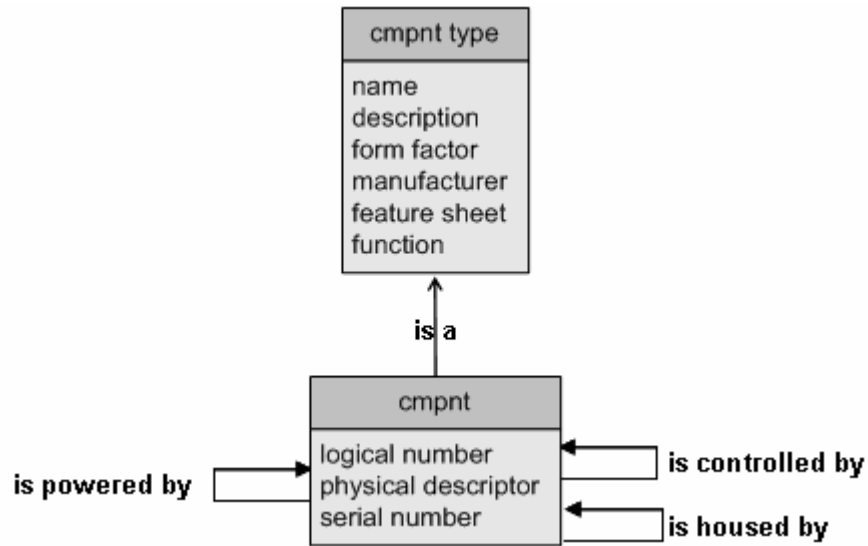 cmpnt type
name
description
form factor
manufacturer
feature sheet
function
is a
cmpnt
logical number
physical descriptor
serial number
is powered by
is controlled by
is housed by